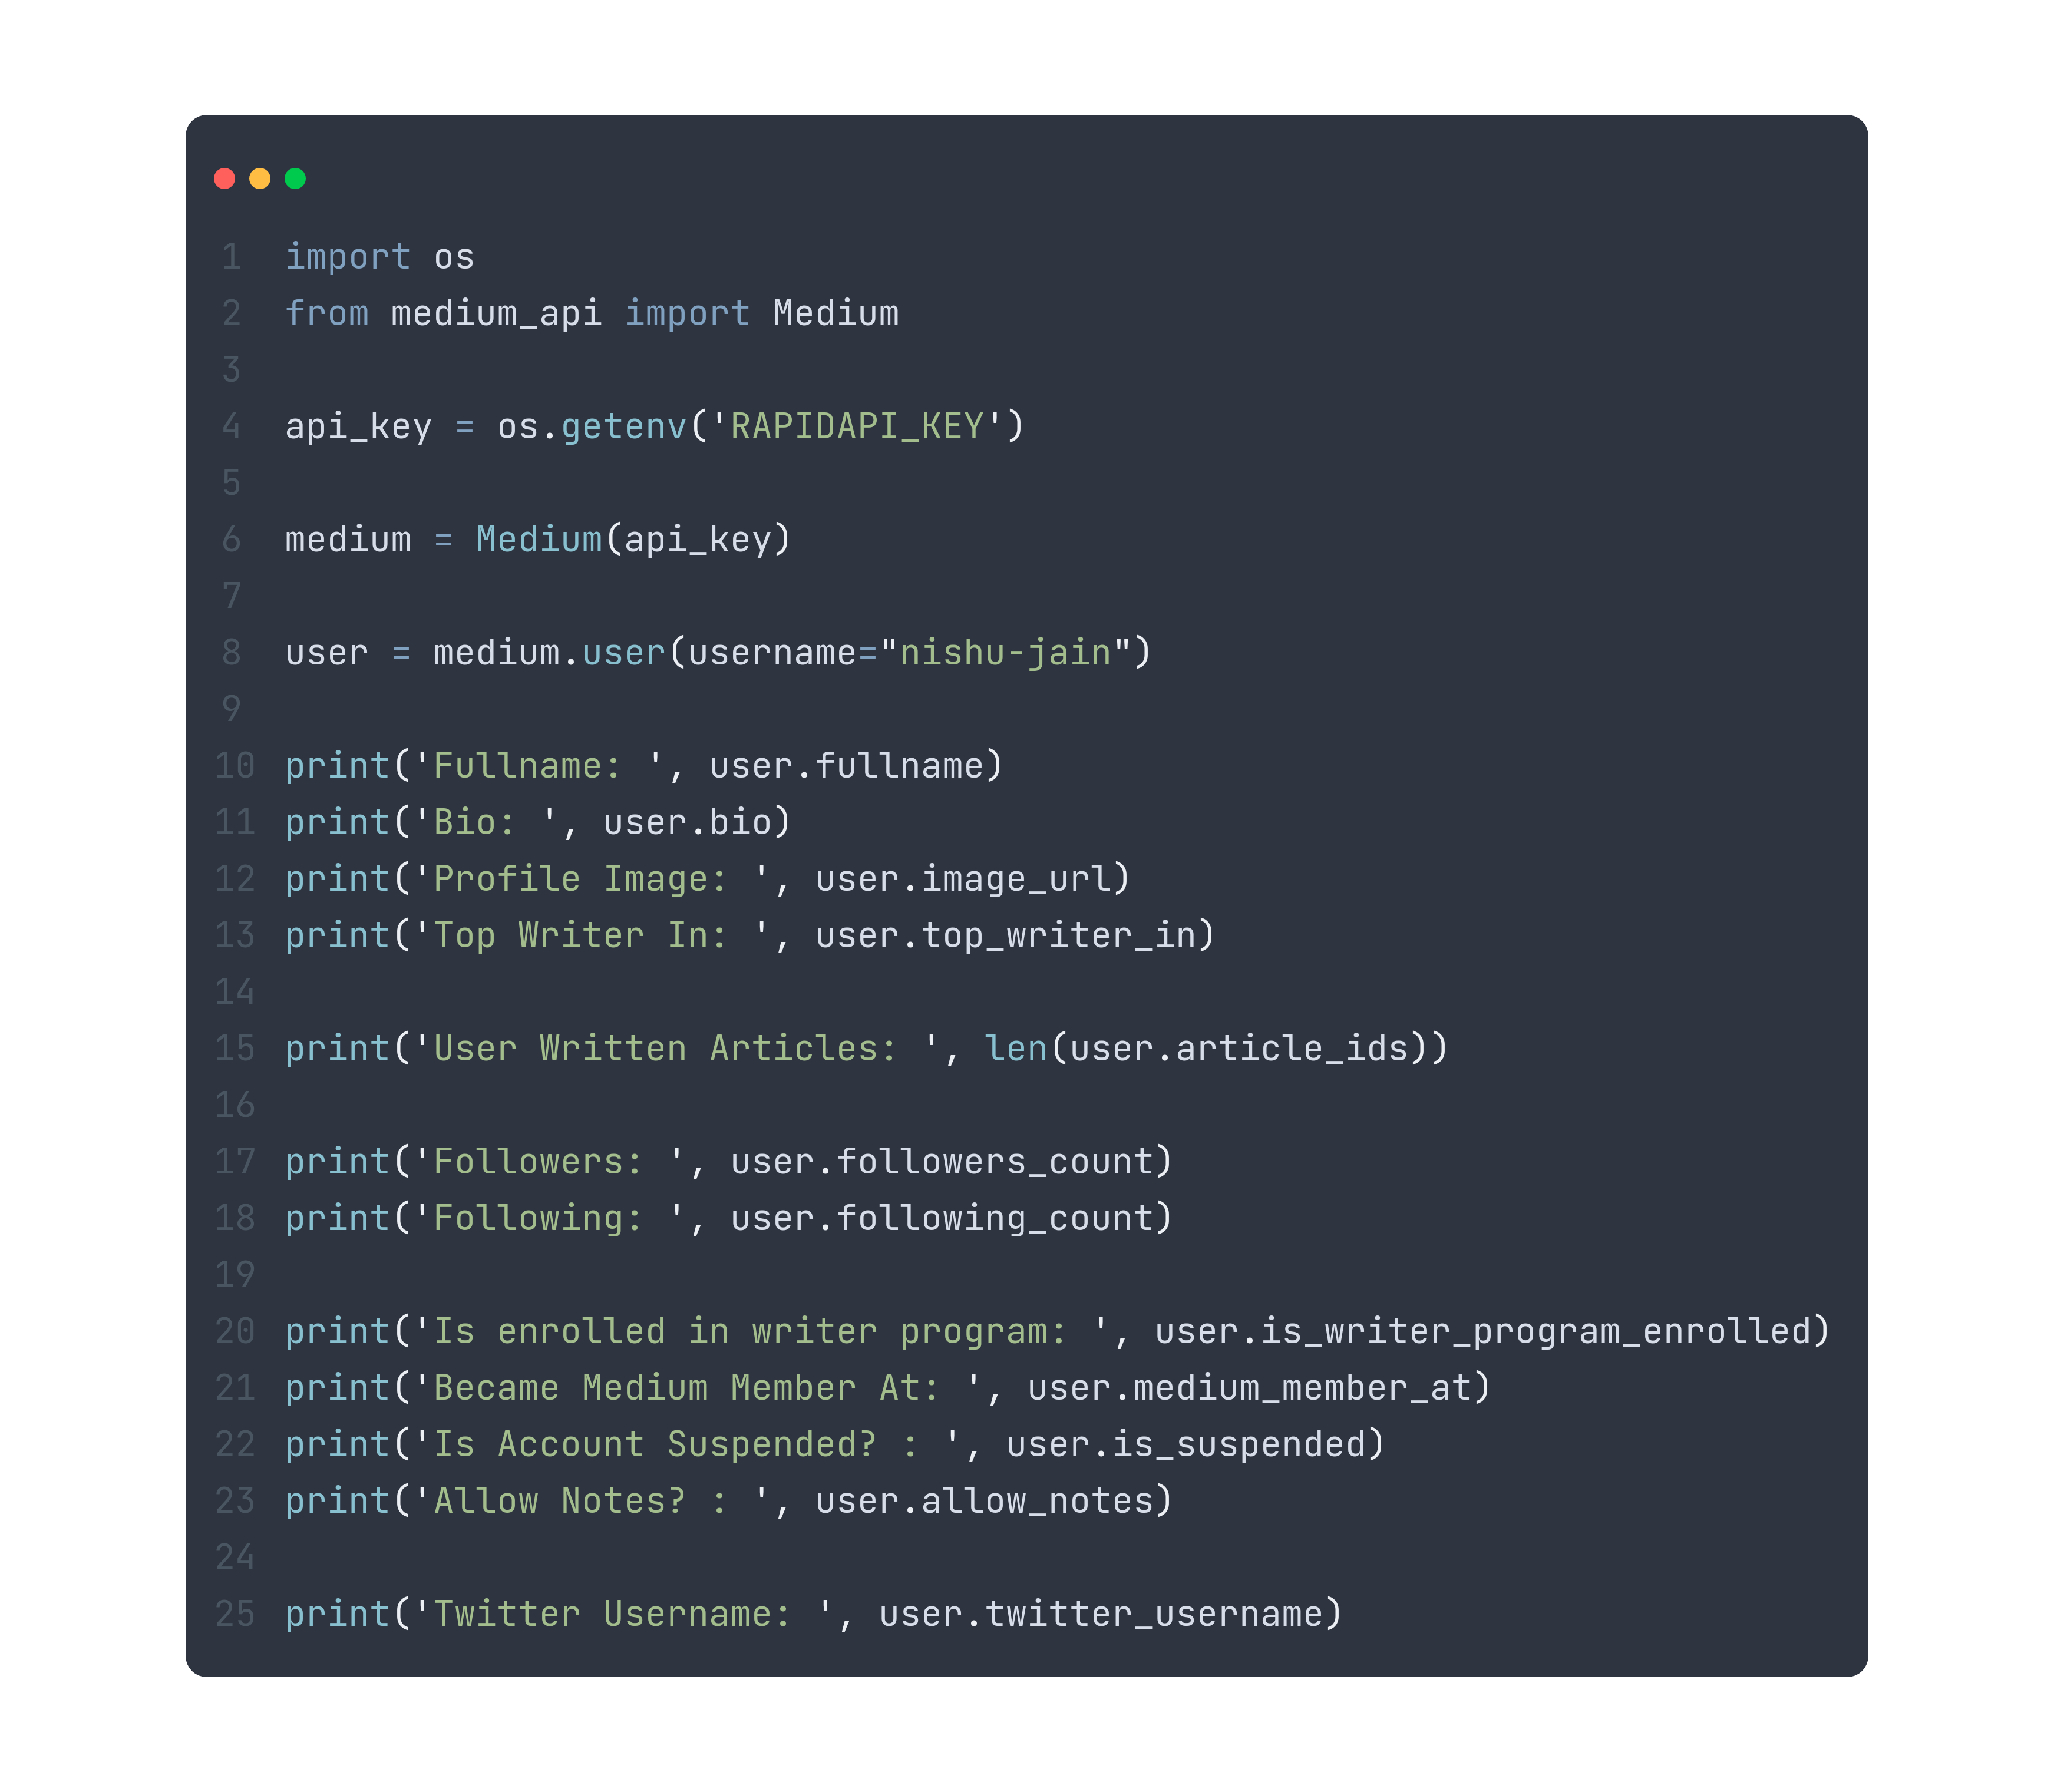 1 import os
2 from medium_api import Medium
3
4 api_key = os.getenv('RAPIDAPI_KEY')
5
6 medium = Medium(api_key)
7
8 user = medium.user(username="nishu-jain")
9
10 print('Fullname: ', user.fullname)
11 print('Bio: ', user.bio)
12 print('Profile Image: ', user.image_url)
13 print('Top Writer In: ', user.top_writer_in)
14
15 print('User Written Articles: ', len(user.article_ids))
16
17 print('Followers: ', user.followers_count)
18 print('Following: ', user.following_count)
19
20 print('Is enrolled in writer program: ', user.is_writer_program_enrolled)
21 print('Became Medium Member At: ', user.medium_member_at)
22 print('Is Account Suspended? : ', user.is_suspended)
23 print('Allow Notes? : ', user.allow_notes)
24
25 print('Twitter Username: ', user.twitter_username)